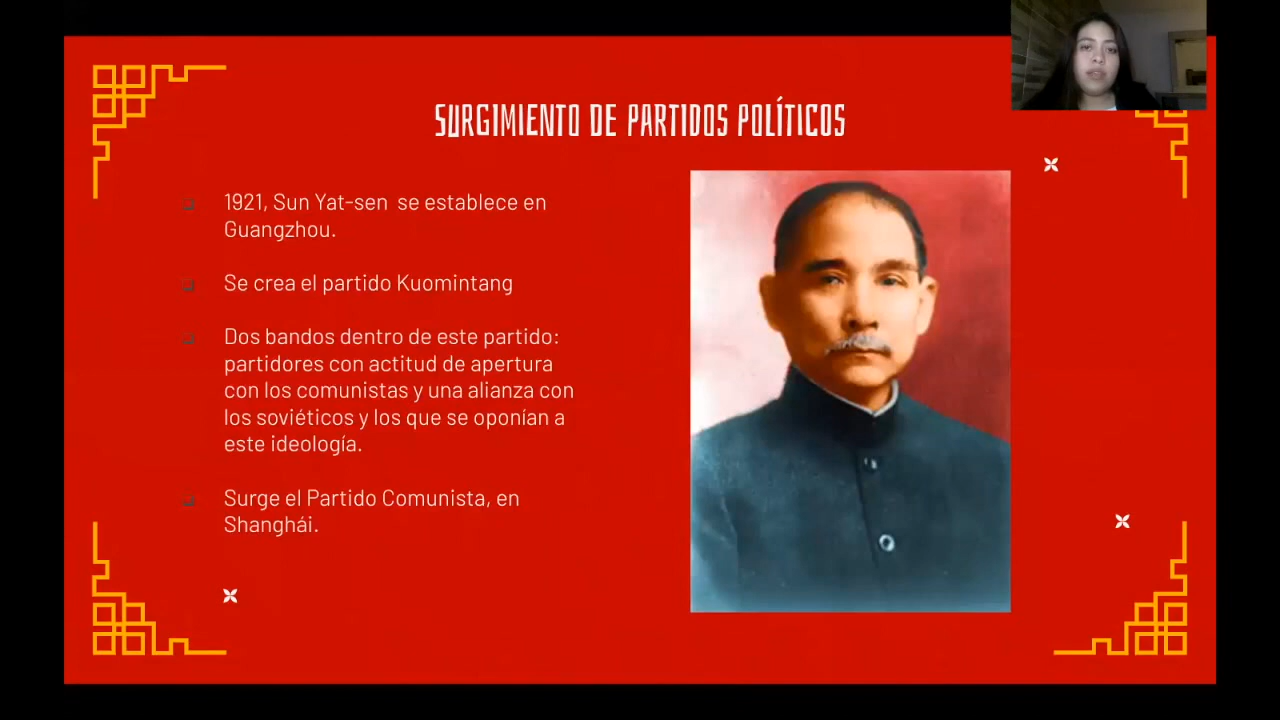 SURGIMIENTO DE PARTIDOS POLÍTICOS
1921, Sun Yat-sen se establece en
Guangzhou.
Se crea el partido Kuomintang
Dos bandos dentro de este partido:
partidores con actitud de apertura
con los comunistas y una alianza con
los soviéticos y los que se oponían a
este ideología.
Surge el Partido Comunista, en
Shanghái.